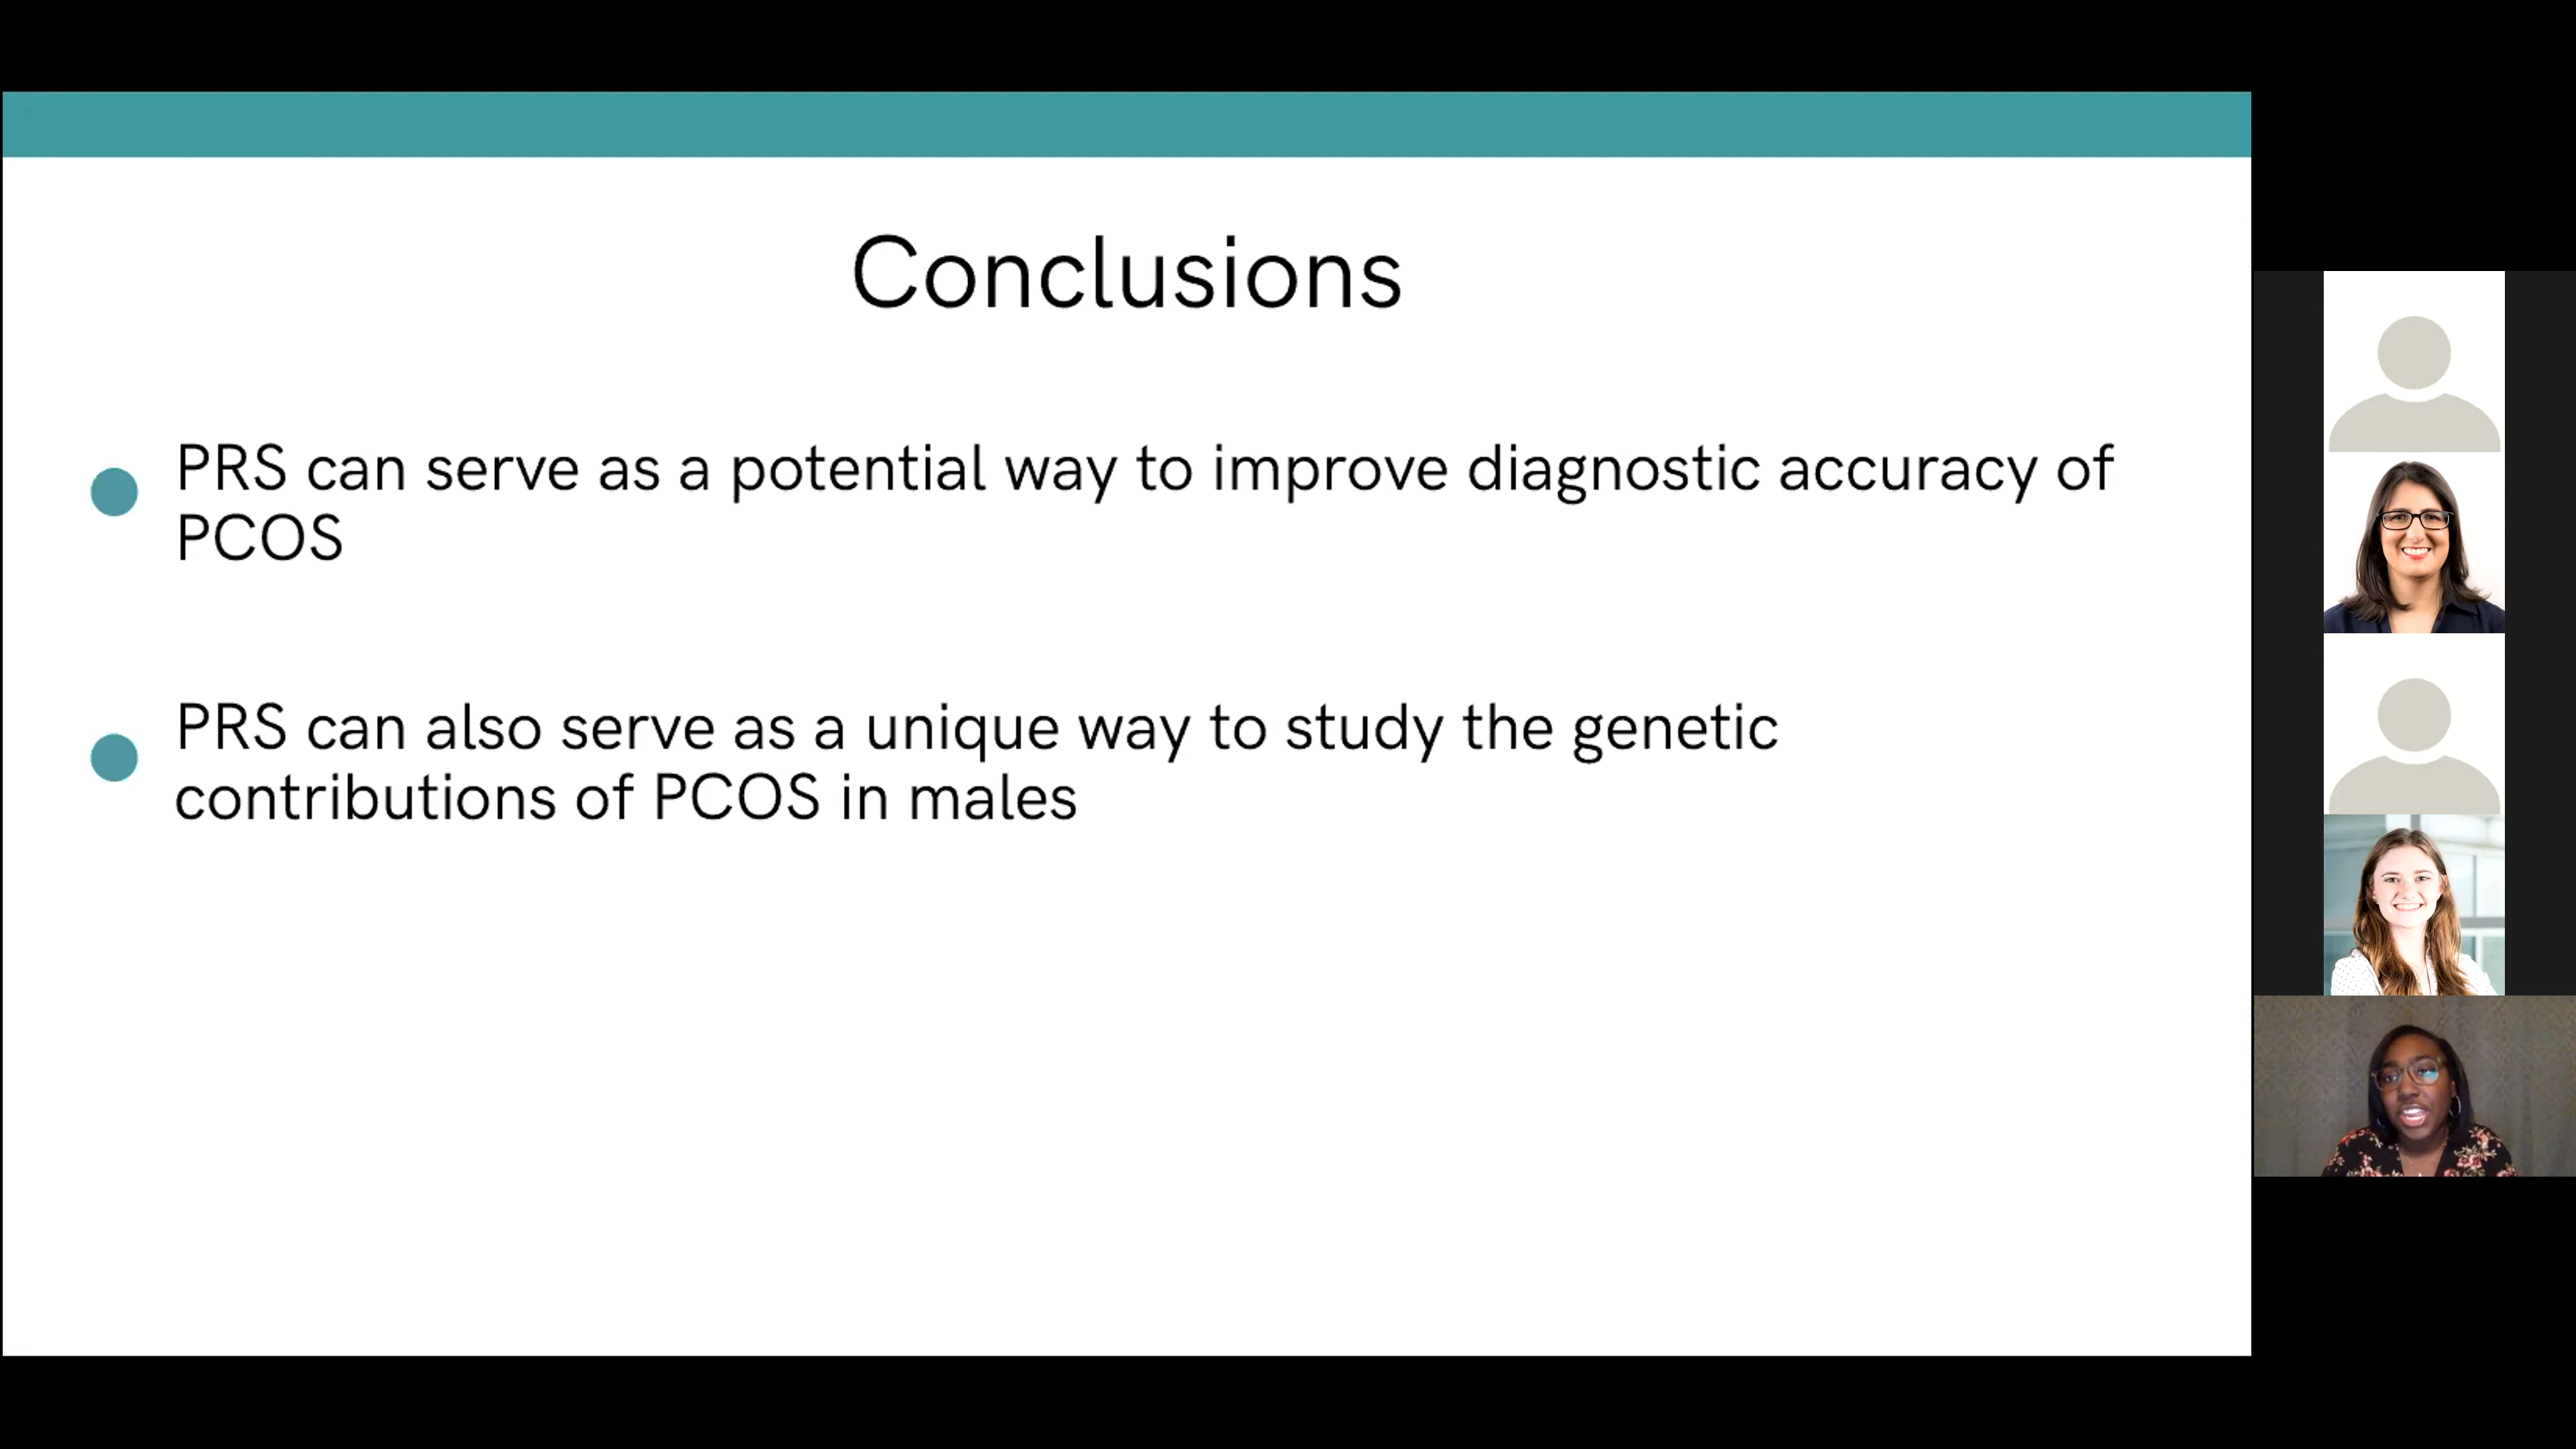 Conclusions
PRS can serve as a potential way to improve diagnostic accuracy of
PCOS
PRS can also serve as a unique way to study the genetic
contributions of PCOS in males